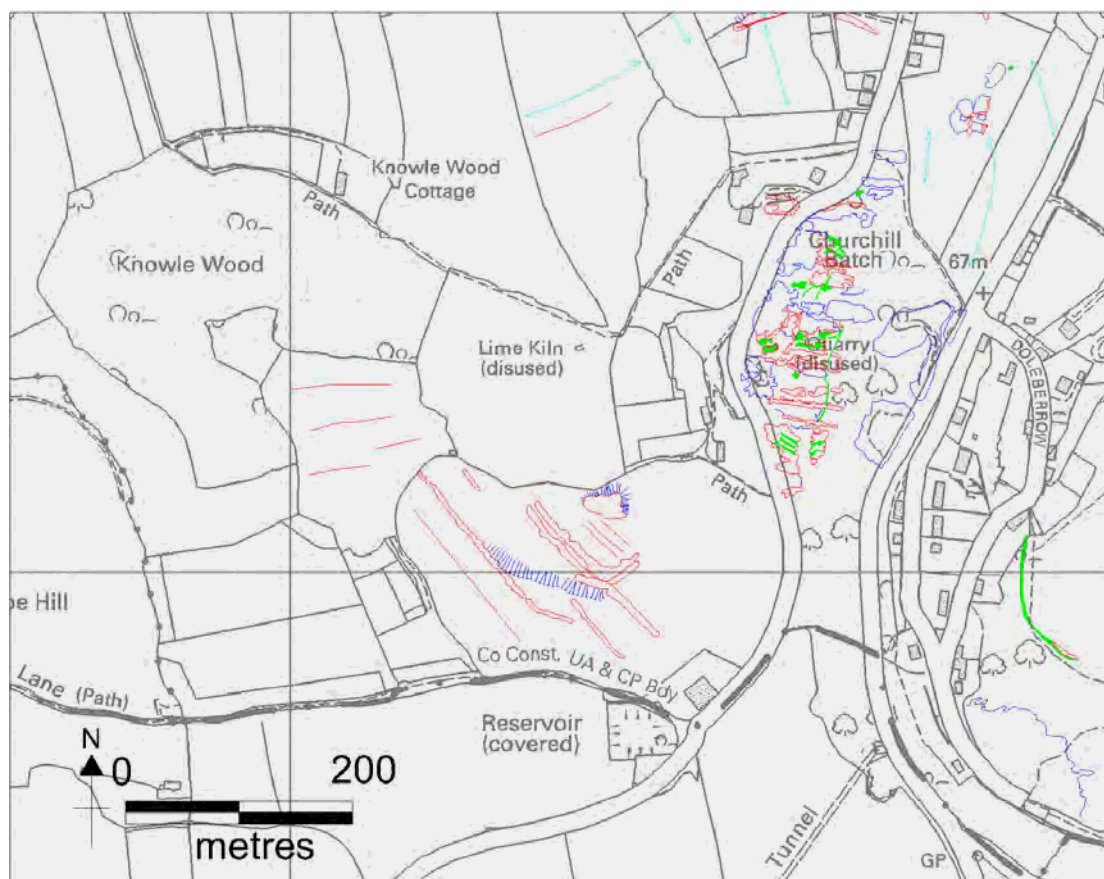 Knowle Wood
Cottage
Path
Knowle Wood
Churchill
Batch
67m
Path
Lime Kiln
(disused)
Quarry
(disused)
DOLEBERROW
Path
pe Hill
Co Const, UA & CP Bdy
Lane (Path)
Reservoir
(covered)
N
0
200
metres
Tunnel
GP